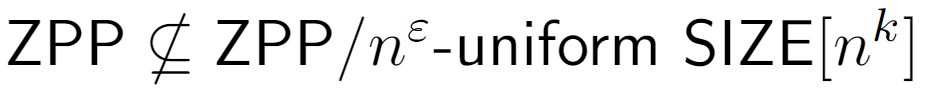 ZPP ⊈ ZPP/n^ε-uniform SIZE[n^k]